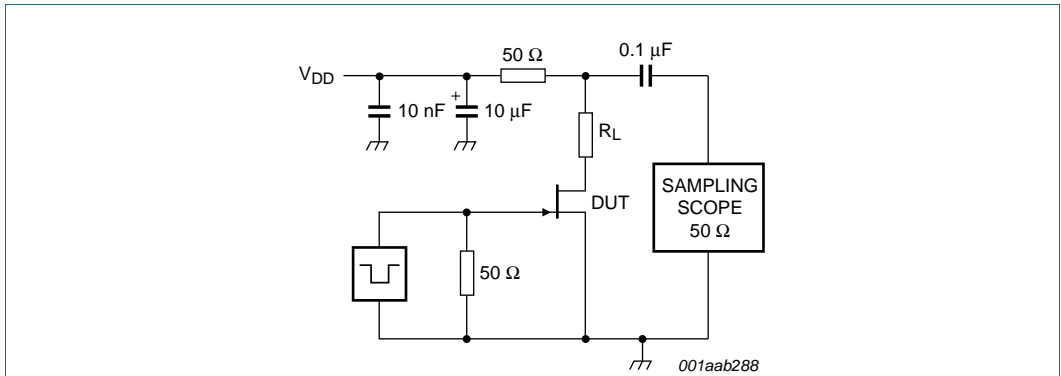 50 Ω
0.1 μF
V_DD
+
10 nF
10 μF
R_L
DUT
SAMPLING
SCOPE
50 Ω
50 Ω
001aab288